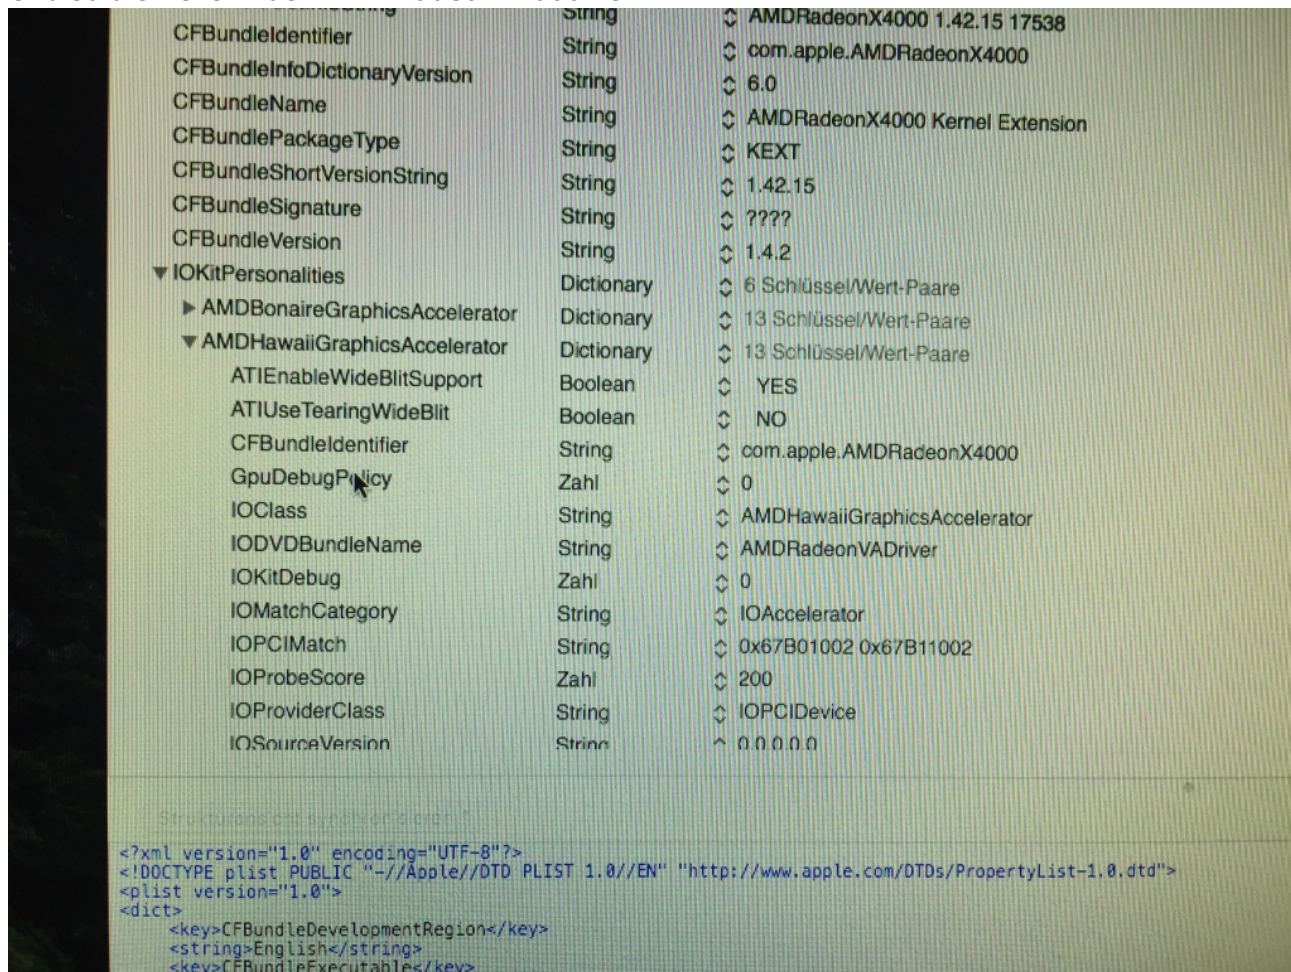 String AMDRadeonX4000 1.42.15 17538
CFBundleIdentifier String com.apple.AMDRadeonX4000
CFBundleInfoDictionaryVersion String 6.0
CFBundleName String AMDRadeonX4000 Kernel Extension
CFBundlePackageType String KEXT
CFBundleShortVersionString String 1.42.15
CFBundleSignature String ????
CFBundleVersion String 1.4.2
IOKitPersonalities Dictionary 6 Schlüssel/Wert-Paare
AMDBonaireGraphicsAccelerator Dictionary 13 Schlüssel/Wert-Paare
AMDHawaiiGraphicsAccelerator Dictionary 13 Schlüssel/Wert-Paare
ATIEnableWideBlitSupport Boolean YES
ATIUseTearingWideBlit Boolean NO
CFBundleIdentifier String com.apple.AMDRadeonX4000
GpuDebugPolicy Zahl 0
IOClass String AMDHawaiiGraphicsAccelerator
IODVDBundleName String AMDRadeonVADriver
IOKitDebug Zahl 0
IOMatchCategory String IOAccelerator
IOPCIMatch String 0x67B01002 0x67B11002
IOProbeScore Zahl 200
IOProviderClass String IOPCIDevice
IOSourceVersion String 0.0.0.0.0
<?xml version="1.0" encoding="UTF-8"?>
<!DOCTYPE plist PUBLIC "-//Apple//DTD PLIST 1.0//EN" "http://www.apple.com/DTDs/PropertyList-1.0.dtd">
<plist version="1.0">
<dict>
<key>CFBundleDevelopmentRegion</key>
<string>English</string>
<key>CFBundleExecutable</key>